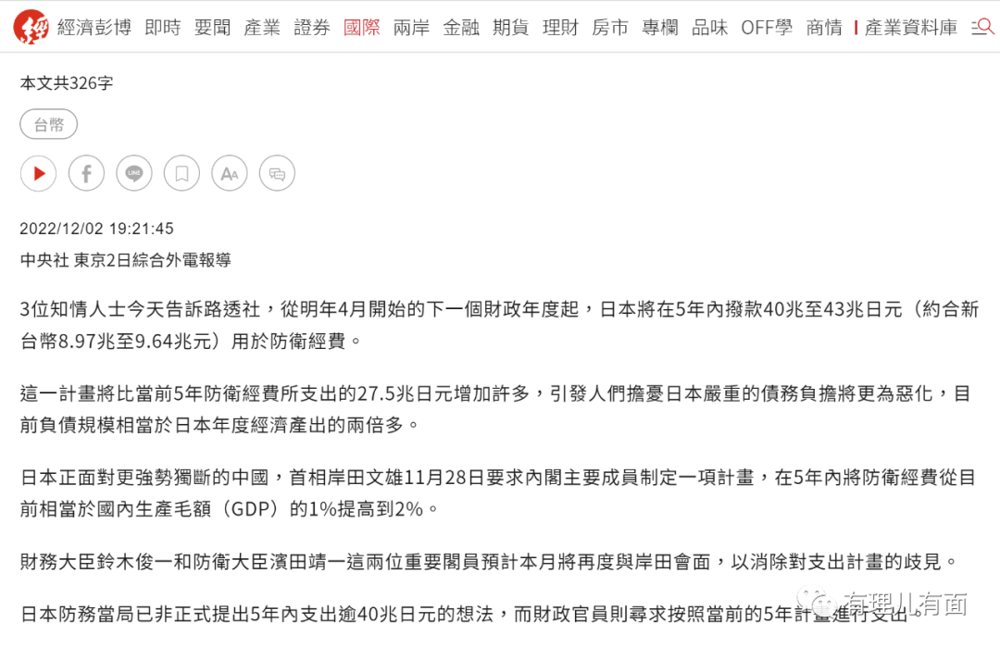 經 經濟彭博 即時 要聞 產業 證券 國際 兩岸 金融 期貨 理財 房市 專欄 品味 OFF學 商情 產業資料庫
本文共326字
台幣
LINE AA
2022/12/02 19:21:45
中央社 東京2日綜合外電報導
3位知情人士今天告訴路透社，從明年4月開始的下一個財政年度起，日本將在5年內撥款40兆至43兆日元（約合新
台幣8.97兆至9.64兆元）用於防衛經費。
這一計畫將比當前5年防衛經費所支出的27.5兆日元增加許多，引發人們擔憂日本嚴重的債務負擔將更為惡化，目
前負債規模相當於日本年度經濟產出的兩倍多。
日本正面對更強勢獨斷的中國，首相岸田文雄11月28日要求內閣主要成員制定一項計畫，在5年內將防衛經費從目
前相當於國內生產毛額（GDP）的1%提高到2%。
財務大臣鈴木俊一和防衛大臣濱田靖一這兩位重要閣員預計本月將再度與岸田會面，以消除對支出計畫的歧見。
日本防務當局已非正式提出5年內支出逾40兆日元的想法，而財政官員則尋求按照當前的5年計畫進行支出。
有理儿有面